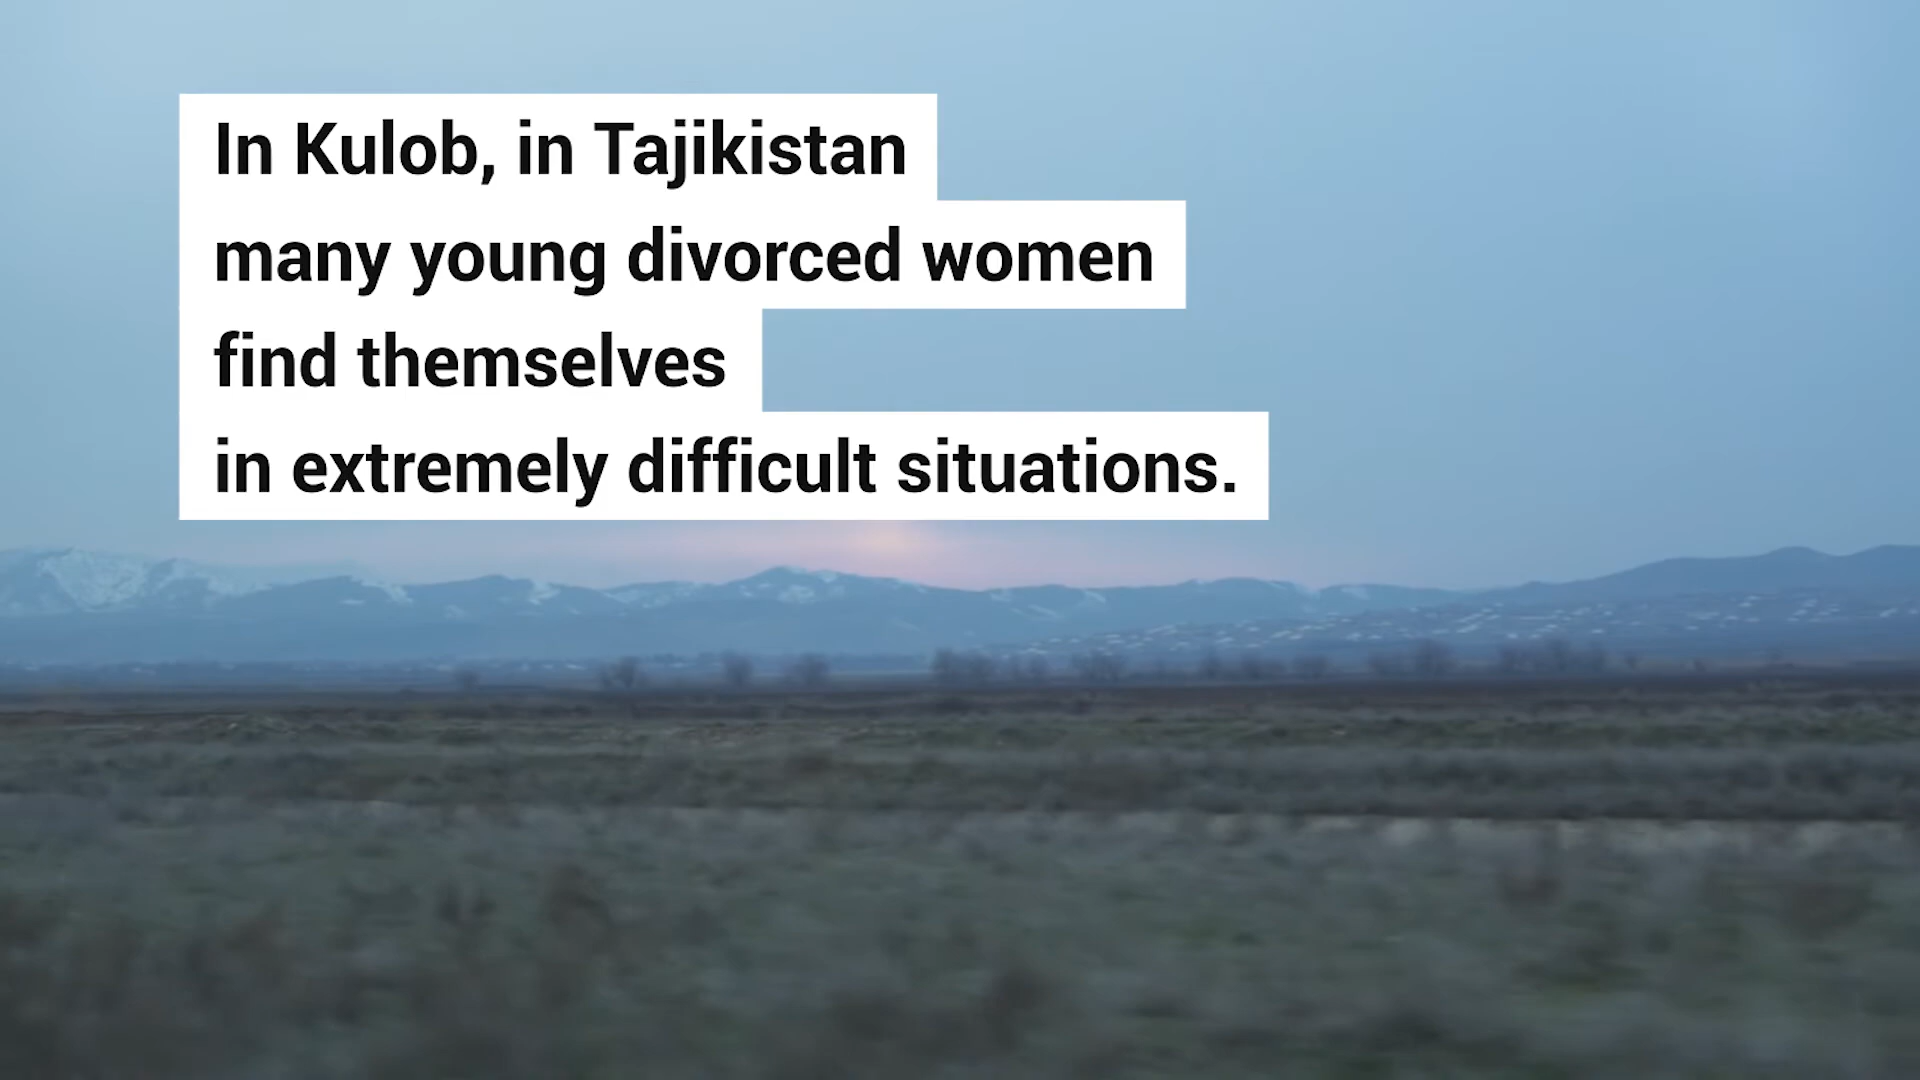 In Kulob, in Tajikistan
many young divorced women
find themselves
in extremely difficult situations.